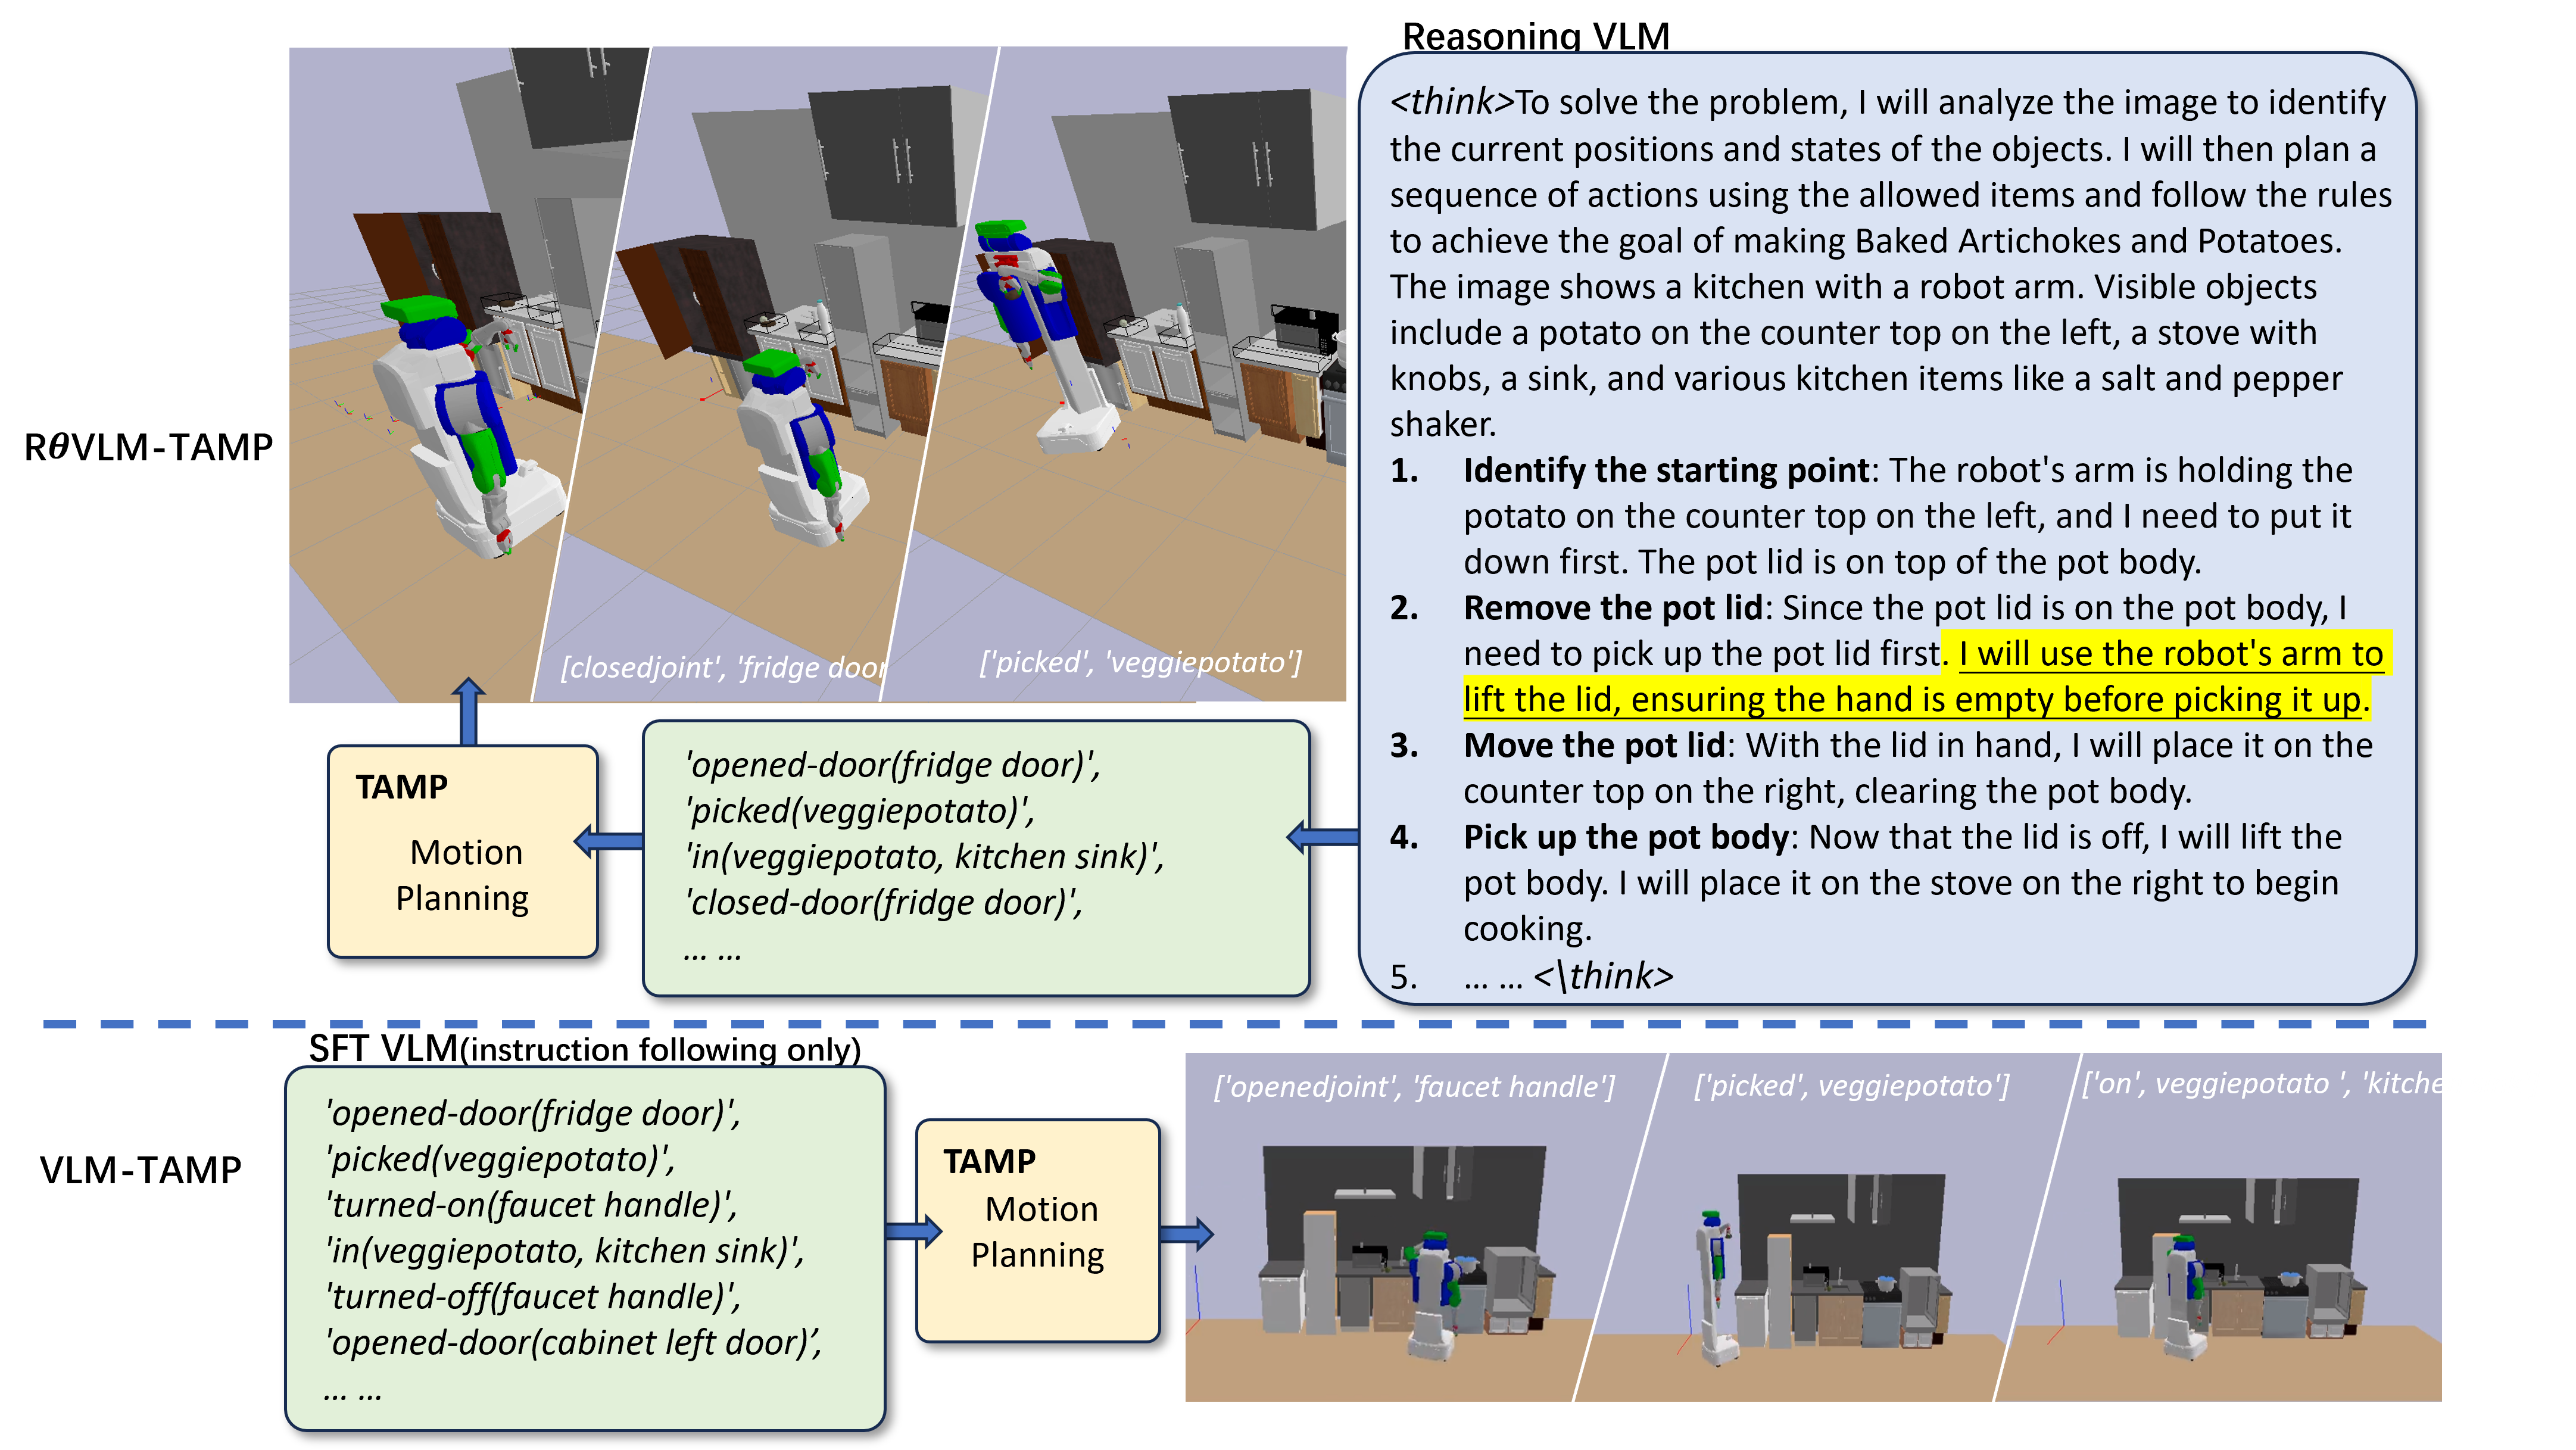 Reasoning VLM
<think>To solve the problem, I will analyze the image to identify
the current positions and states of the objects. I will then plan a
sequence of actions using the allowed items and follow the rules
to achieve the goal of making Baked Artichokes and Potatoes.
The image shows a kitchen with a robot arm. Visible objects
include a potato on the counter top on the left, a stove with
knobs, a sink, and various kitchen items like a salt and pepper
shaker.
1. Identify the starting point: The robot's arm is holding the
potato on the counter top on the left, and I need to put it
down first. The pot lid is on top of the pot body.
2. Remove the pot lid: Since the pot lid is on the pot body, I
need to pick up the pot lid first. I will use the robot's arm to
lift the lid, ensuring the hand is empty before picking it up.
3. Move the pot lid: With the lid in hand, I will place it on the
counter top on the right, clearing the pot body.
4. Pick up the pot body: Now that the lid is off, I will lift the
pot body. I will place it on the stove on the right to begin
cooking.
5. … … <\think>
RθVLM-TAMP
[closedjoint', 'fridge door
['picked', 'veggiepotato']
TAMP
Motion
Planning
'opened-door(fridge door)',
'picked(veggiepotato)',
'in(veggiepotato, kitchen sink)',
'closed-door(fridge door)',
… …
SFT VLM(instruction following only)
VLM-TAMP
'opened-door(fridge door)',
'picked(veggiepotato)',
'turned-on(faucet handle)',
'in(veggiepotato, kitchen sink)',
'turned-off(faucet handle)',
'opened-door(cabinet left door)’,
… …
TAMP
Motion
Planning
['openedjoint', 'faucet handle']
['picked', veggiepotato']
['on', veggiepotato ', 'kitche